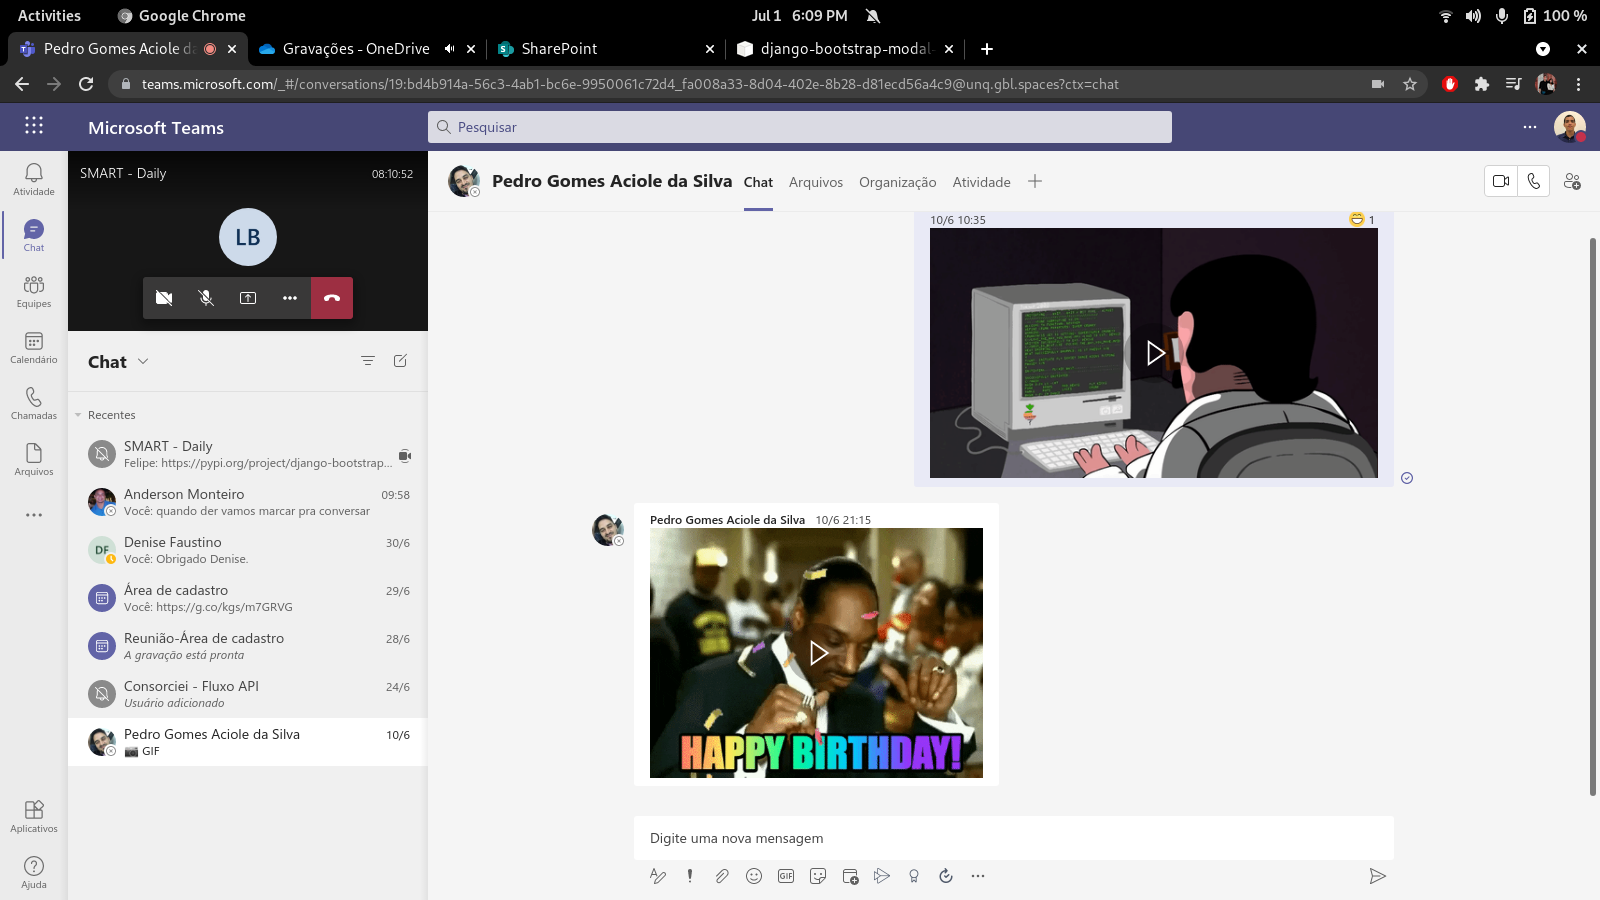 Activities
Google Chrome
Jul 1 6:09 PM
100 %
Pedro Gomes Aciole da
Gravações - OneDrive
SharePoint
django-bootstrap-modal-
teams.microsoft.com/_#/conversations/19:bd4b914a-56c3-4ab1-bc6e-9950061c72d4_fa008a33-8d04-402e-8b28-d81ecd56a4c9@unq.gbl.spaces?ctx=chat
Microsoft Teams
Pesquisar
Atividade
Chat
Equipes
Calendário
Chamadas
Arquivos
Aplicativos
Ajuda
SMART - Daily
08:10:52
LB
Chat
Recentes
SMART - Daily
Felipe: https://pypi.org/project/django-bootstrap...
Anderson Monteiro 09:58
Você: quando der vamos marcar pra conversar
DF
Denise Faustino 30/6
Você: Obrigado Denise.
Área de cadastro 29/6
Você: https://g.co/kgs/m7GRVG
Reunião-Área de cadastro 28/6
A gravação está pronta
Consorciei - Fluxo API 24/6
Usuário adicionado
Pedro Gomes Aciole da Silva 10/6
GIF
Pedro Gomes Aciole da Silva
Chat
Arquivos
Organização
Atividade
10/6 10:35
1
Pedro Gomes Aciole da Silva 10/6 21:15
HAPPY BIRTHDAY!
Digite uma nova mensagem
GIF